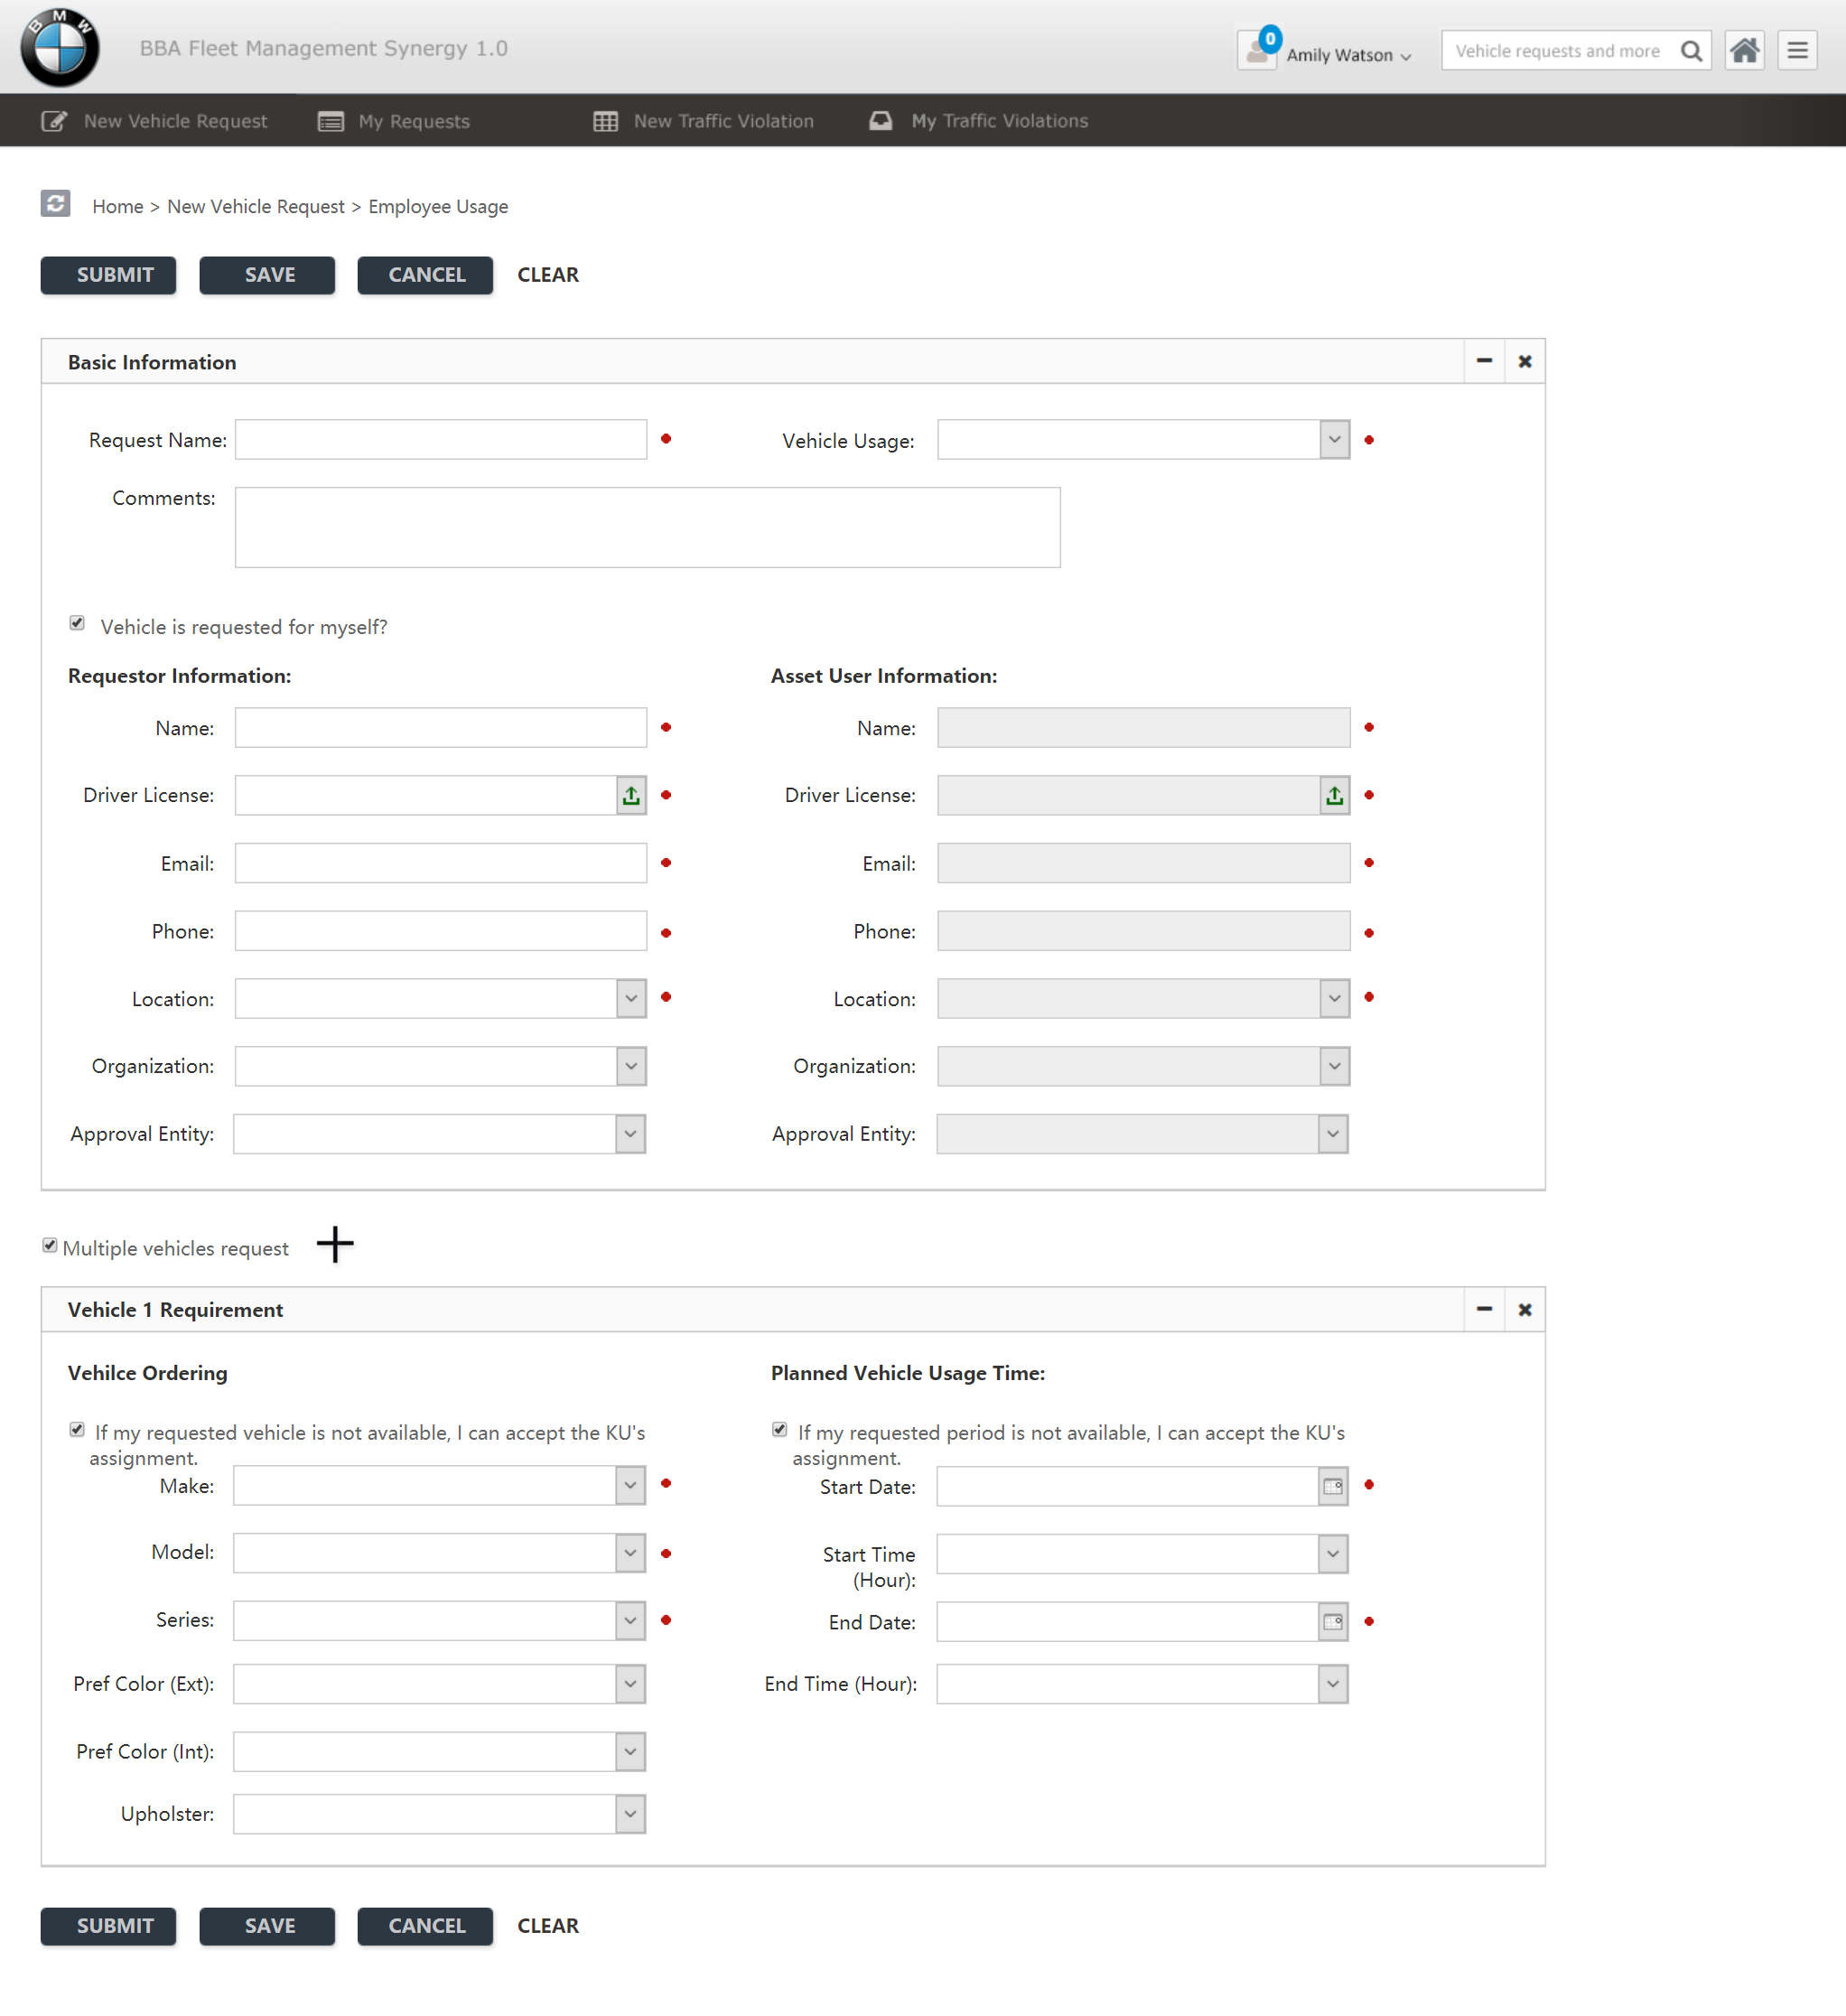 BMW
BBA Fleet Management Synergy 1.0
0
Amily Watson
Vehicle requests and more
New Vehicle Request
My Requests
New Traffic Violation
My Traffic Violations
Home > New Vehicle Request > Employee Usage
SUBMIT
SAVE
CANCEL
CLEAR
Basic Information
Request Name:
Vehicle Usage:
Comments:
Vehicle is requested for myself?
Requestor Information:
Asset User Information:
Name:
Name:
Driver License:
Driver License:
Email:
Email:
Phone:
Phone:
Location:
Location:
Organization:
Organization:
Approval Entity:
Approval Entity:
Multiple vehicles request
Vehicle 1 Requirement
Vehilce Ordering
Planned Vehicle Usage Time:
If my requested vehicle is not available, I can accept the KU's
assignment.
If my requested period is not available, I can accept the KU's
assignment.
Make:
Start Date:
Model:
Start Time
(Hour):
Series:
End Date:
Pref Color (Ext):
End Time (Hour):
Pref Color (Int):
Upholster:
SUBMIT
SAVE
CANCEL
CLEAR